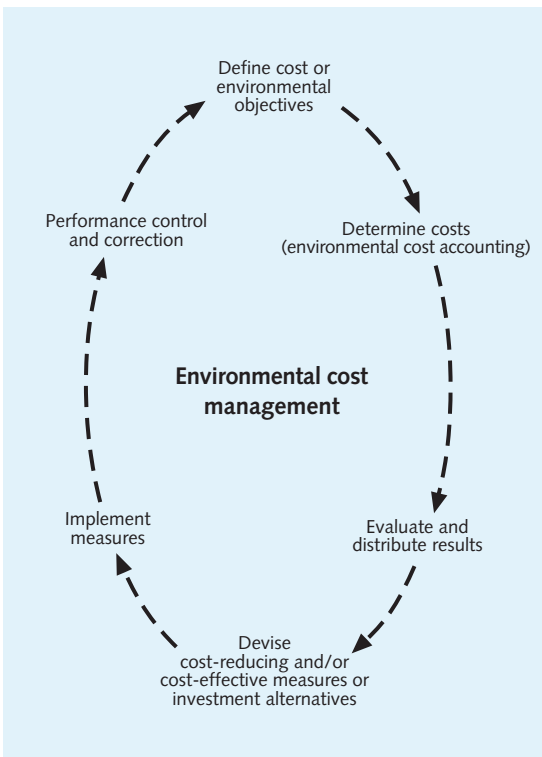 Define cost or
environmental
objectives
Determine costs
(environmental cost accounting)
Evaluate and
distribute results
Devise
cost-reducing and/or
cost-effective measures or
investment alternatives
Implement
measures
Performance control
and correction
Environmental cost
management